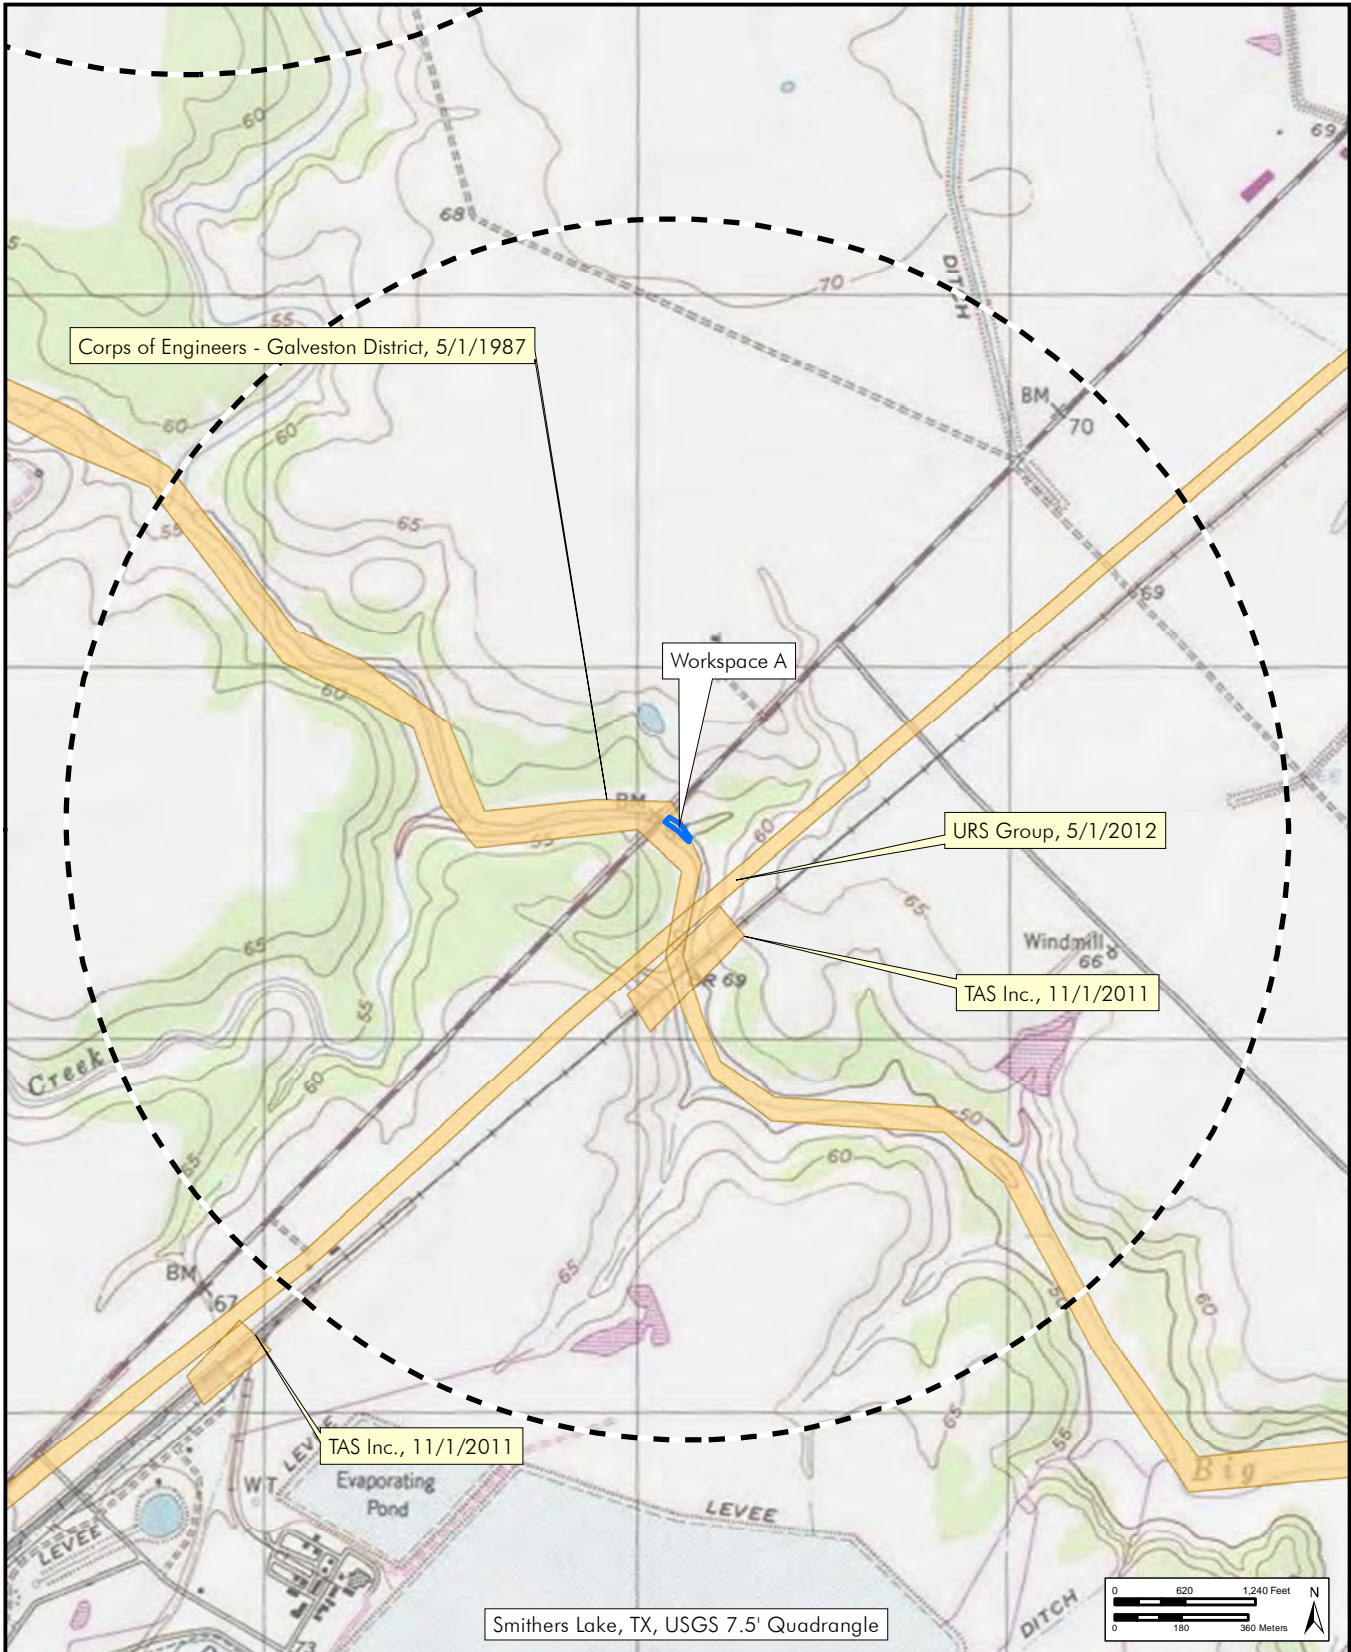 60
69
68
5
DITCH
70
55
Corps of Engineers - Galveston District, 5/1/1987
BM
70
60
60
65
55
69
Workspace A
60
BM
60
URS Group, 5/1/2012
55
65
65
Windmill
66
R 69
TAS Inc., 11/1/2011
55
Creek
60
50
60
65
65
BM
67
50
60
65
55
TAS Inc., 11/1/2011
LEVEE
Evaporating
Pond
WT
Big
LEVEE
LEVEE
DITCH
73
Smithers Lake, TX, USGS 7.5' Quadrangle
0 620 1,240 Feet
N
0 180 360 Meters